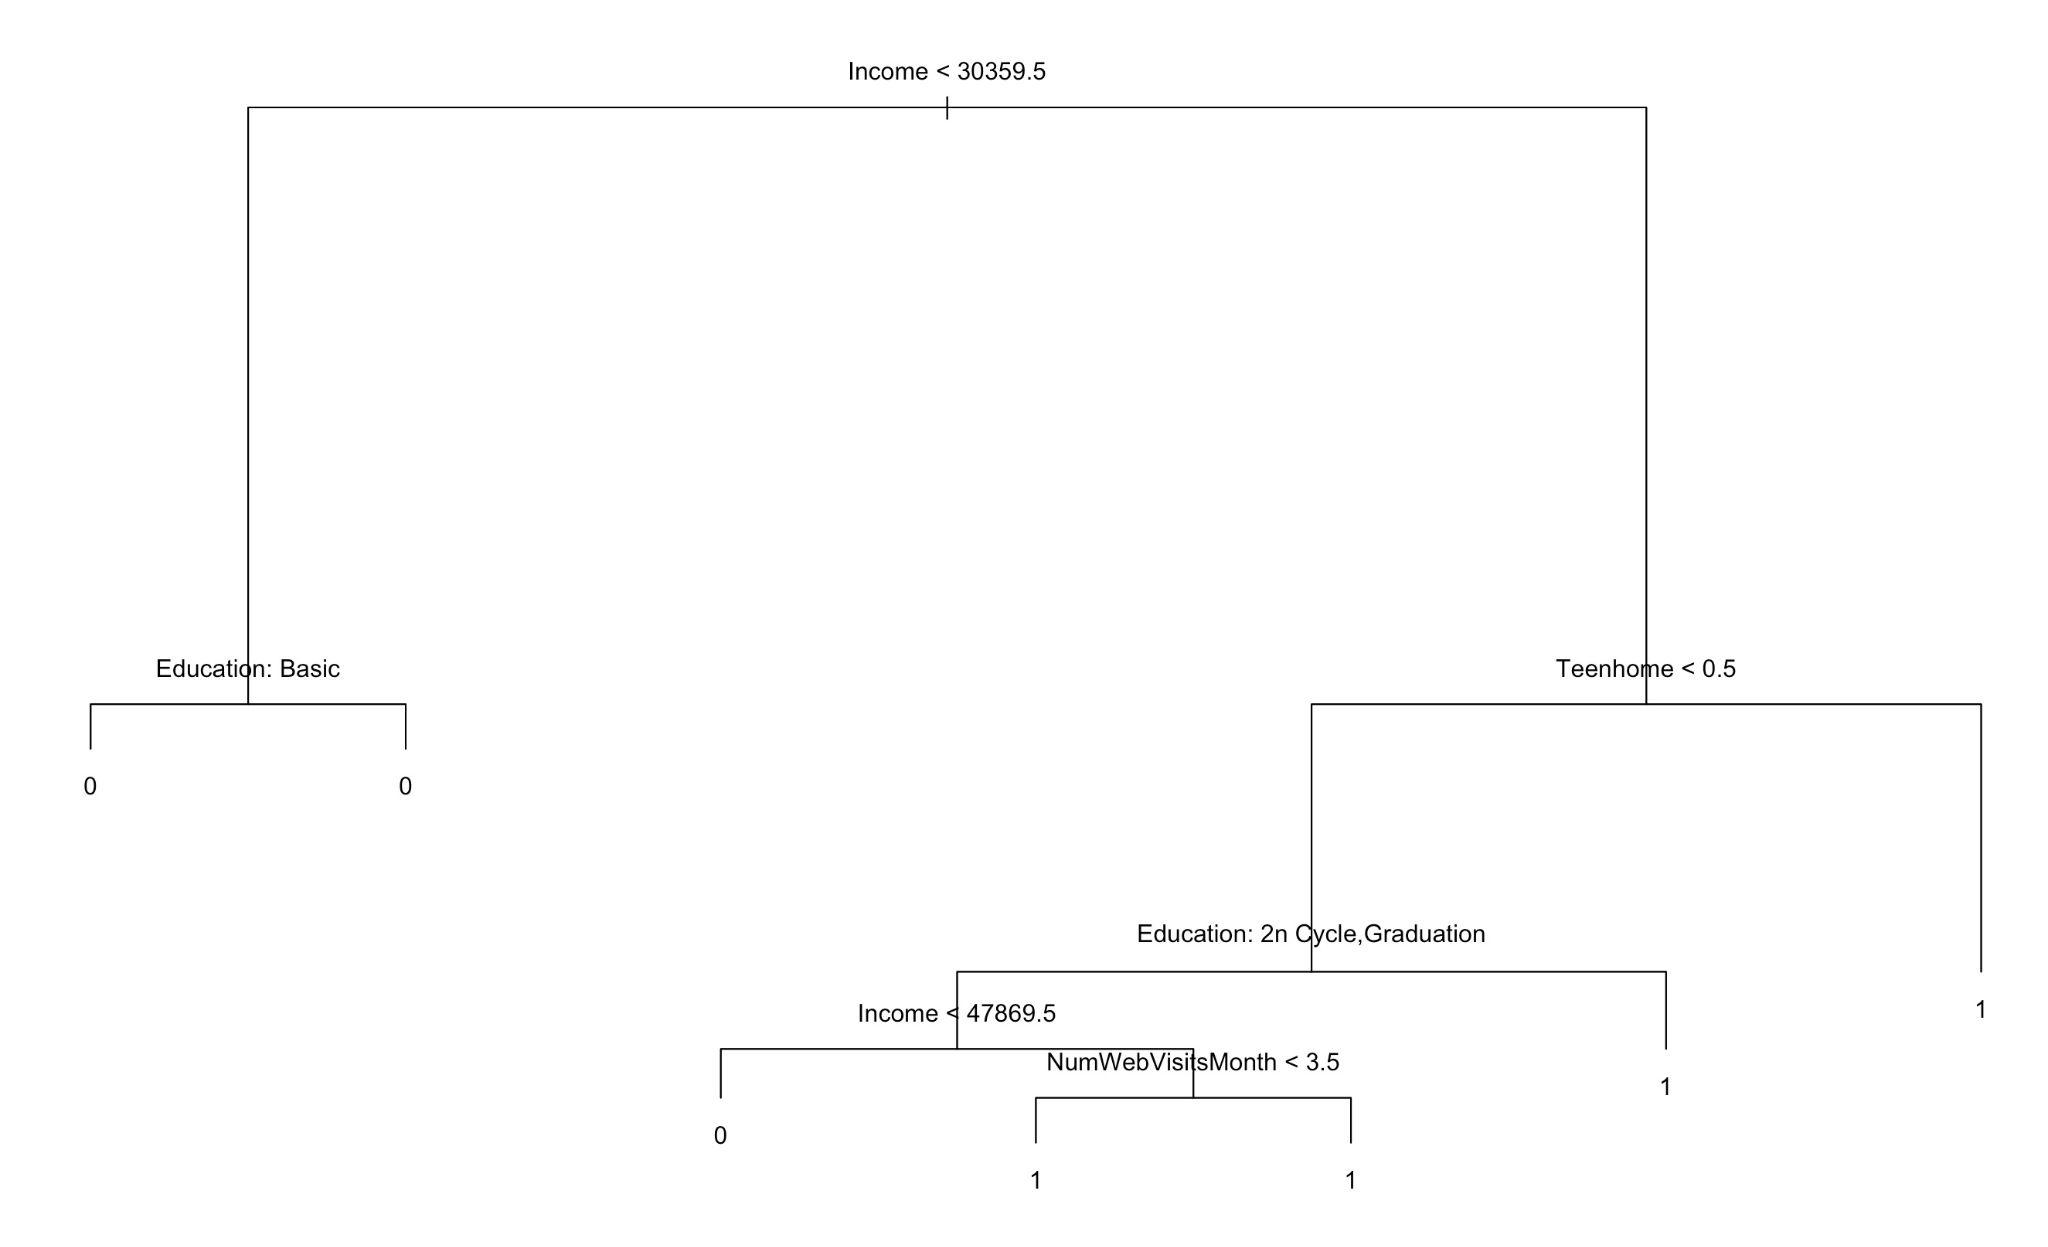 Income < 30359.5
Education: Basic
Teenhome < 0.5
0
0
Education: 2n Cycle,Graduation
Income < 47869.5
1
NumWebVisitsMonth < 3.5
1
0
1
1